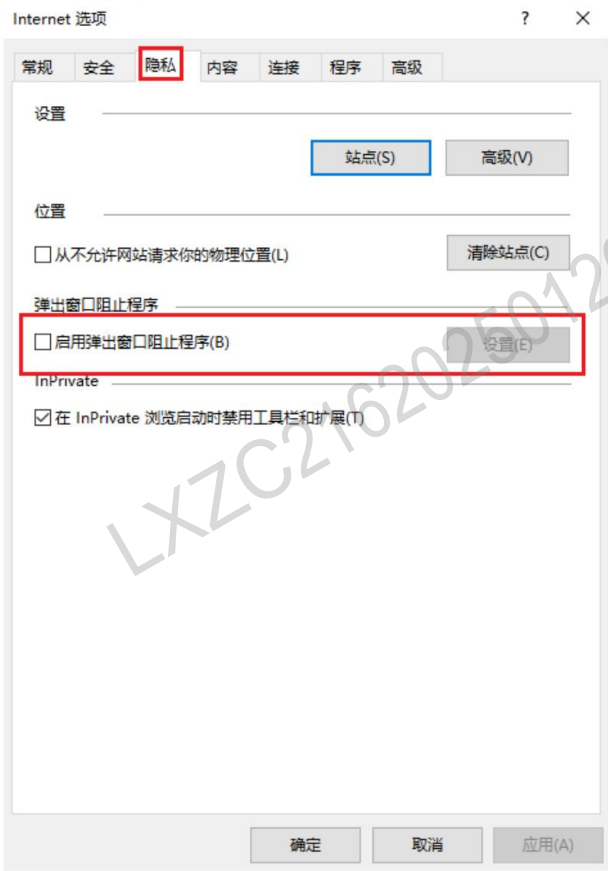 Internet 选项 ? ×
常规 安全 隐私 内容 连接 程序 高级
设置
站点(S) 高级(V)
位置
从不允许网站请求你的物理位置(L) 清除站点(C)
弹出窗口阻止程序
启用弹出窗口阻止程序(B) 设置(E)
InPrivate
在 InPrivate 浏览启动时禁用工具栏和扩展(T)
LXZC21620250120
确定 取消 应用(A)